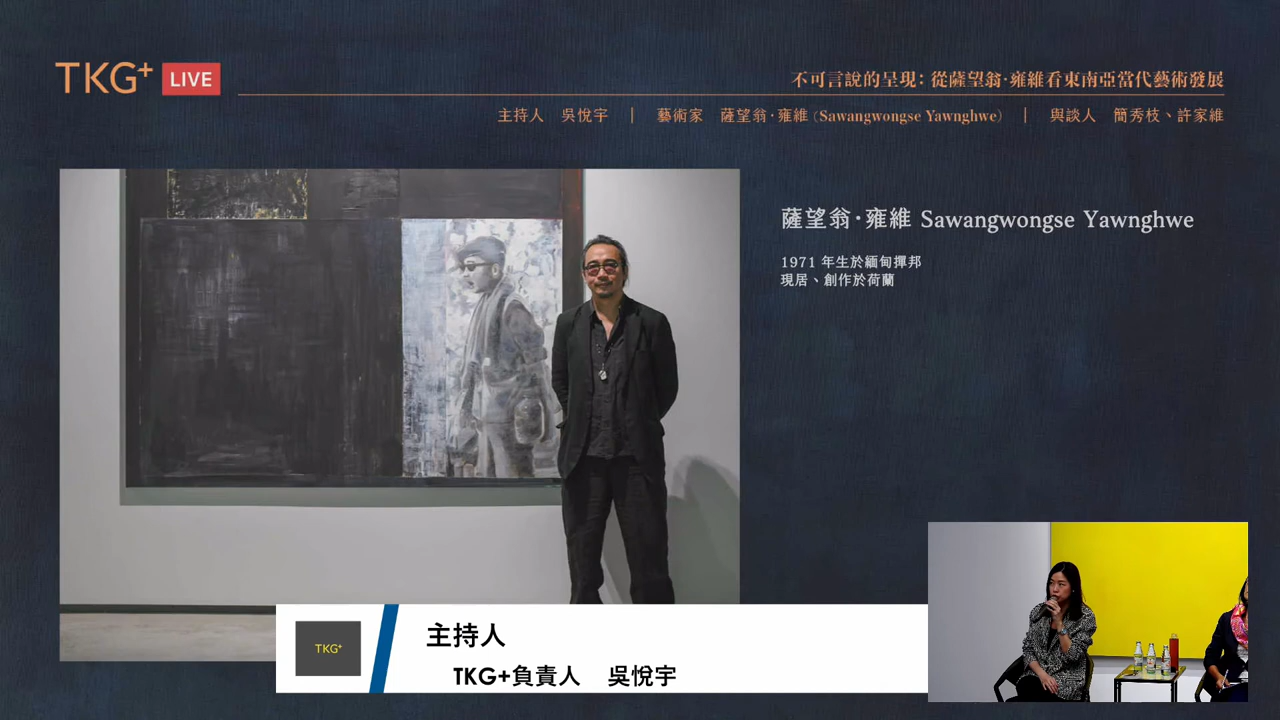 TKG+ LIVE
不可言說的呈現：從薩望翁·雍維看東南亞當代藝術發展
主持人 吳悅宇 | 藝術家 薩望翁·雍維 (Sawangwongse Yawnghwe) | 與談人 簡秀枝、許家維
薩望翁·雍維 Sawangwongse Yawnghwe
1971 年生於緬甸撣邦
現居、創作於荷蘭
TKG+
主持人
TKG+負責人 吳悅宇